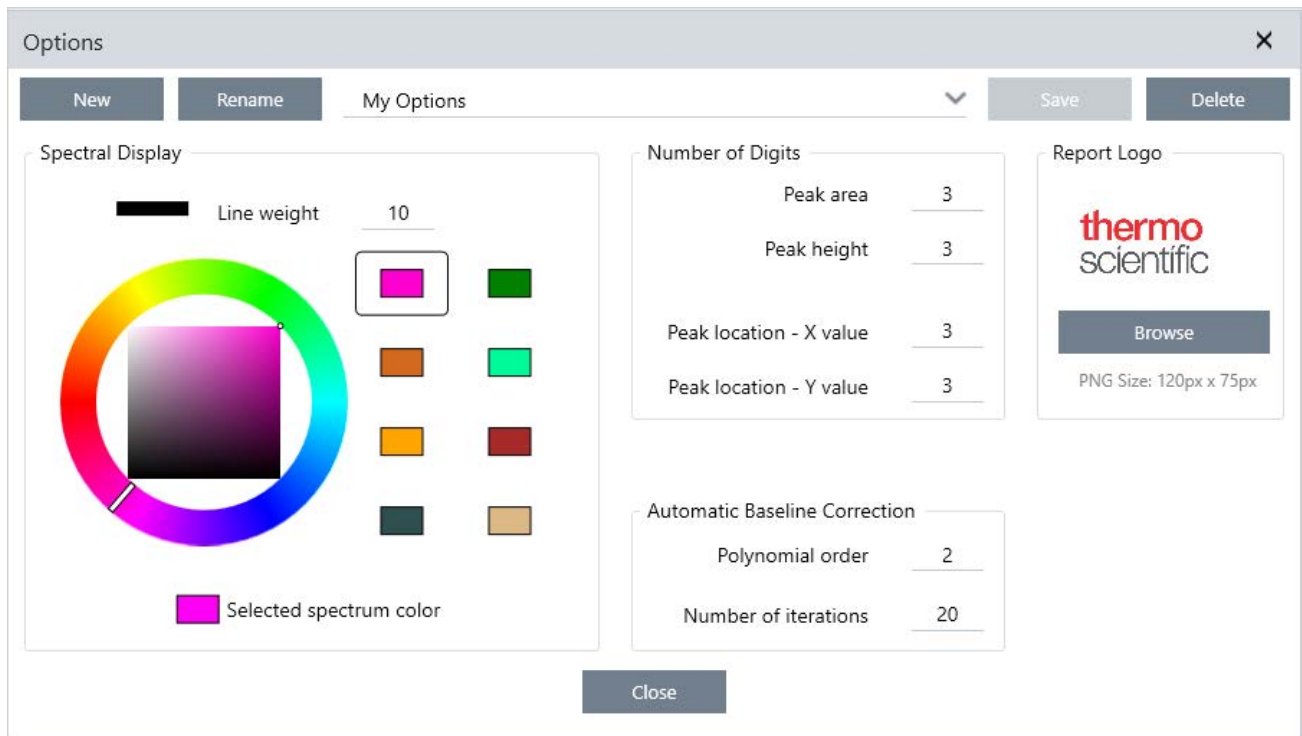 Options
New
Rename
My Options
Save
Delete
Spectral Display
Line weight 10
Selected spectrum color
Number of Digits
Peak area 3
Peak height 3
Peak location - X value 3
Peak location - Y value 3
Automatic Baseline Correction
Polynomial order 2
Number of iterations 20
Report Logo
thermo
scientific
Browse
PNG Size: 120px x 75px
Close